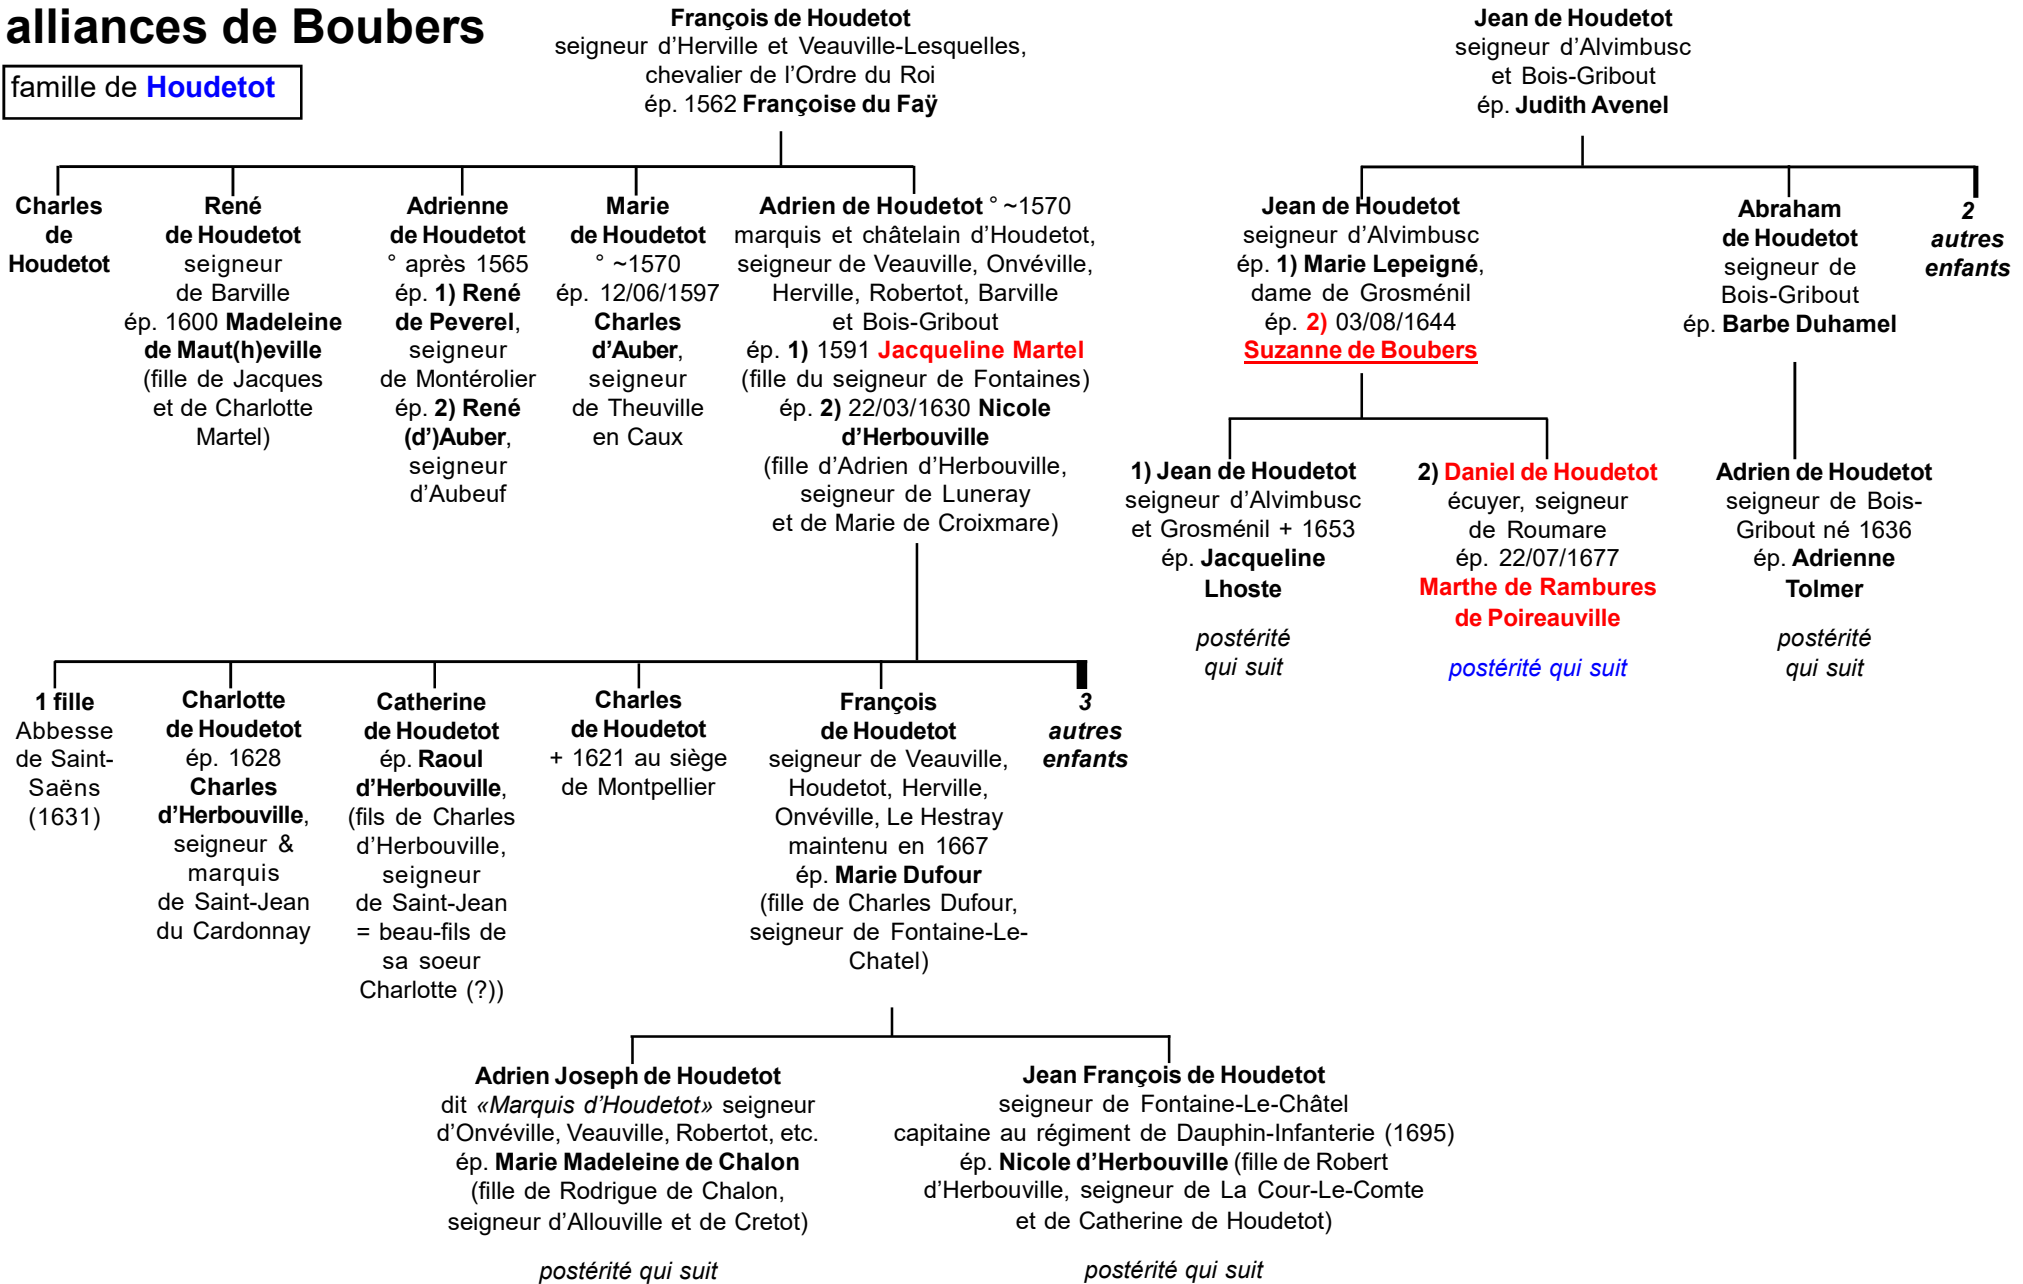 alliances de Boubers
famille de Houdetot
François de Houdetot
seigneur d'Herville et Veauville-Lesquelles,
chevalier de l'Ordre du Roi
ép. 1562 Françoise du Faÿ
Jean de Houdetot
seigneur d'Alvimbusc
et Bois-Gribout
ép. Judith Avenel
Charles
de
Houdetot
René
de Houdetot
seigneur
de Barville
ép. 1600 Madeleine
de Maut(h)eville
(fille de Jacques
et de Charlotte
Martel)
Adrienne
de Houdetot
° après 1565
ép. 1) René
de Peverel,
seigneur
de Montérolier
ép. 2) René
(d')Auber,
seigneur
d'Aubeuf
Marie
de Houdetot
° ~1570
ép. 12/06/1597
Charles
d'Auber,
seigneur
de Theuville
en Caux
Adrien de Houdetot ° ~1570
marquis et châtelain d'Houdetot,
seigneur de Veauville, Onvéville,
Herville, Robertot, Barville
et Bois-Gribout
ép. 1) 1591 Jacqueline Martel
(fille du seigneur de Fontaines)
ép. 2) 22/03/1630 Nicole
d'Herbouville
(fille d'Adrien d'Herbouville,
seigneur de Luneray
et de Marie de Croixmare)
Jean de Houdetot
seigneur d'Alvimbusc
ép. 1) Marie Lepeigné,
dame de Grosménil
ép. 2) 03/08/1644
Suzanne de Boubers
Abraham
de Houdetot
seigneur de
Bois-Gribout
ép. Barbe Duhamel
2
autres
enfants
1) Jean de Houdetot
seigneur d'Alvimbusc
et Grosménil + 1653
ép. Jacqueline
Lhoste
postérité
qui suit
2) Daniel de Houdetot
écuyer, seigneur
de Roumare
ép. 22/07/1677
Marthe de Rambures
de Poireauville
postérité qui suit
Adrien de Houdetot
seigneur de Bois-
Gribout né 1636
ép. Adrienne
Tolmer
postérité
qui suit
1 fille
Abbesse
de Saint-
Saëns
(1631)
Charlotte
de Houdetot
ép. 1628
Charles
d'Herbouville,
seigneur &
marquis
de Saint-Jean
du Cardonnay
Catherine
de Houdetot
ép. Raoul
d'Herbouville,
(fils de Charles
d'Herbouville,
seigneur
de Saint-Jean
= beau-fils de
sa soeur
Charlotte (?))
Charles
de Houdetot
+ 1621 au siège
de Montpellier
François
de Houdetot
seigneur de Veauville,
Houdetot, Herville,
Onvéville, Le Hestray
maintenu en 1667
ép. Marie Dufour
(fille de Charles Dufour,
seigneur de Fontaine-Le-
Chatel)
3
autres
enfants
Adrien Joseph de Houdetot
dit «Marquis d'Houdetot» seigneur
d'Onvéville, Veauville, Robertot, etc.
ép. Marie Madeleine de Chalon
(fille de Rodrigue de Chalon,
seigneur d'Allouville et de Cretot)
postérité qui suit
Jean François de Houdetot
seigneur de Fontaine-Le-Châtel
capitaine au régiment de Dauphin-Infanterie (1695)
ép. Nicole d'Herbouville (fille de Robert
d'Herbouville, seigneur de La Cour-Le-Comte
et de Catherine de Houdetot)
postérité qui suit